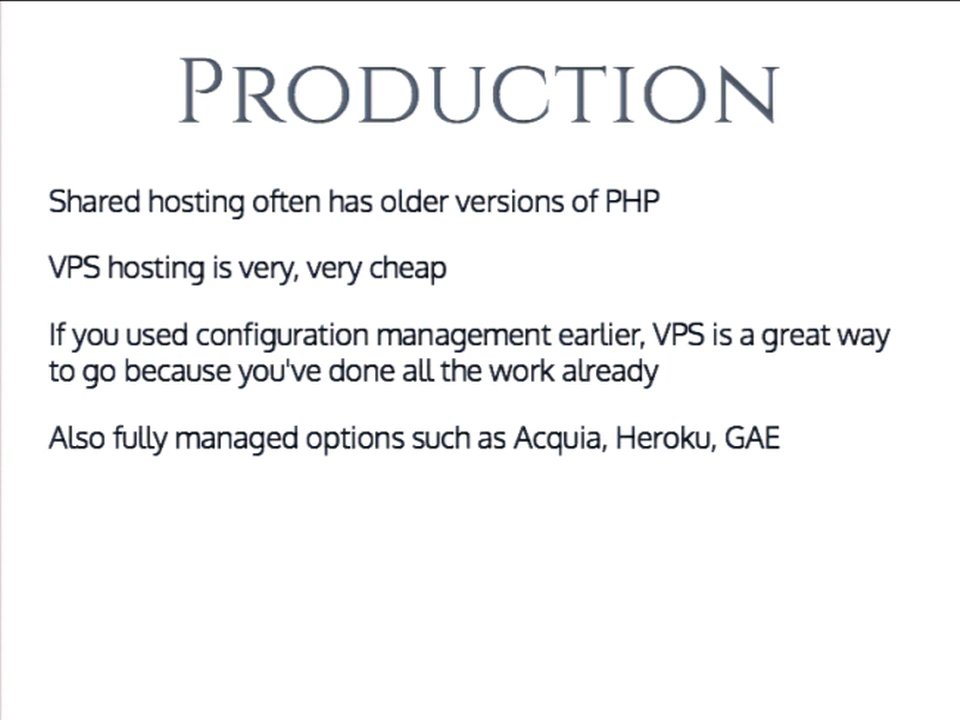 Production
Shared hosting often has older versions of PHP
VPS hosting is very, very cheap
If you used configuration management earlier, VPS is a great way
to go because you've done all the work already
Also fully managed options such as Acquia, Heroku, GAE